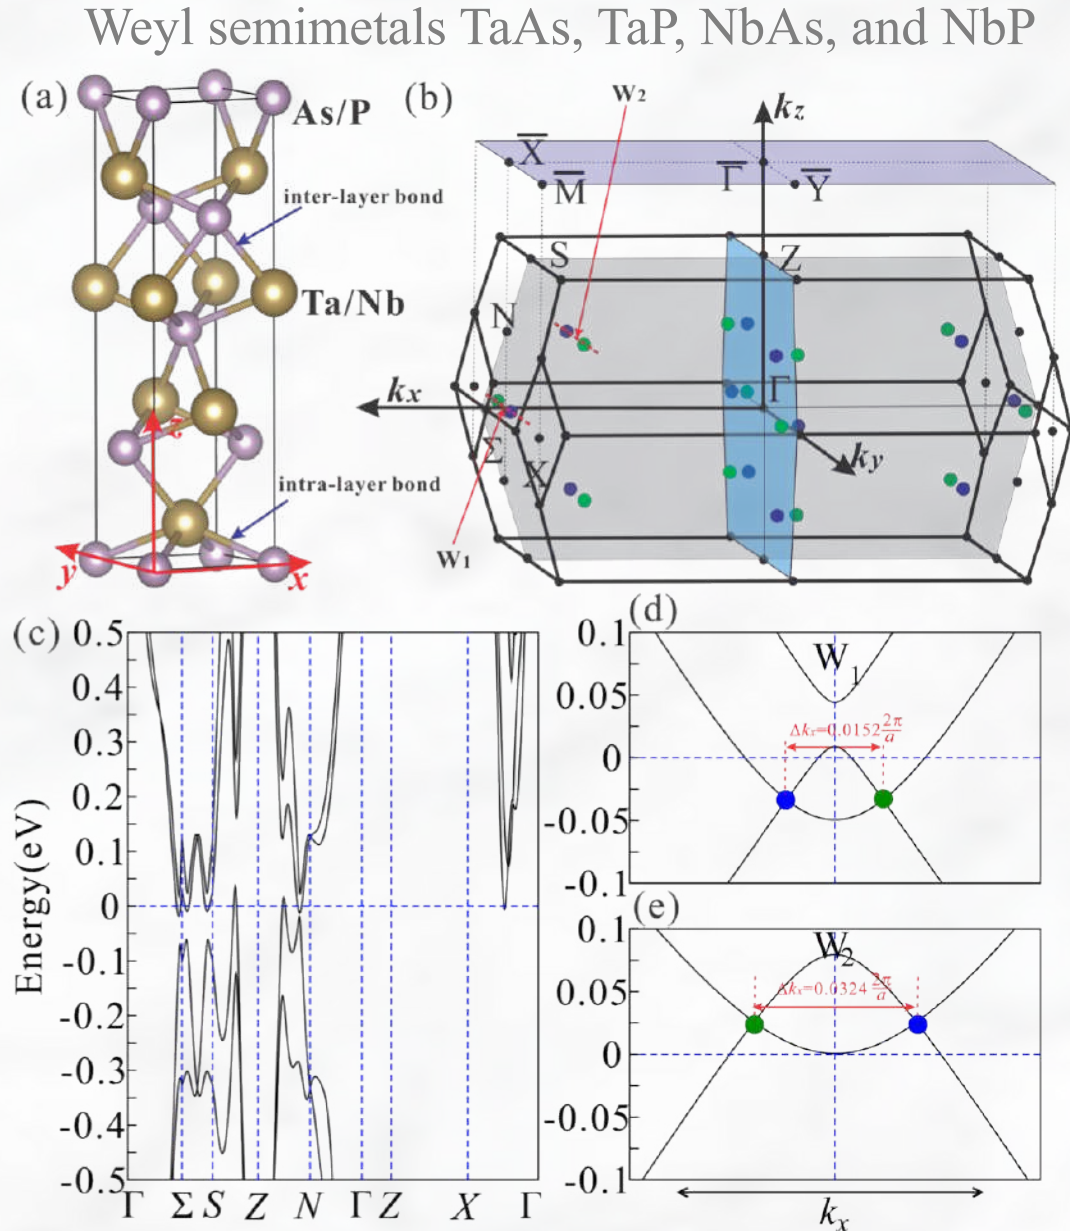 Weyl semimetals TaAs, TaP, NbAs, and NbP
(a)
As/P
inter-layer bond
Ta/Nb
z
intra-layer bond
y
x
(b)
W2
kz
X̅
Γ̅
M̅
Y̅
S
Z
N
kx
Γ
Σ
ky
X
W1
(c)
0.5
0.4
0.3
0.2
0.1
0
-0.1
-0.2
-0.3
-0.4
-0.5
Energy(eV)
Γ Σ S Z N Γ Z X Γ
(d)
0.1
0.05
0
-0.05
-0.1
W1
Δkx=0.0152 2π/a
(e)
0.1
0.05
0
-0.05
-0.1
W2
Δkx=0.0324 2π/a
kx